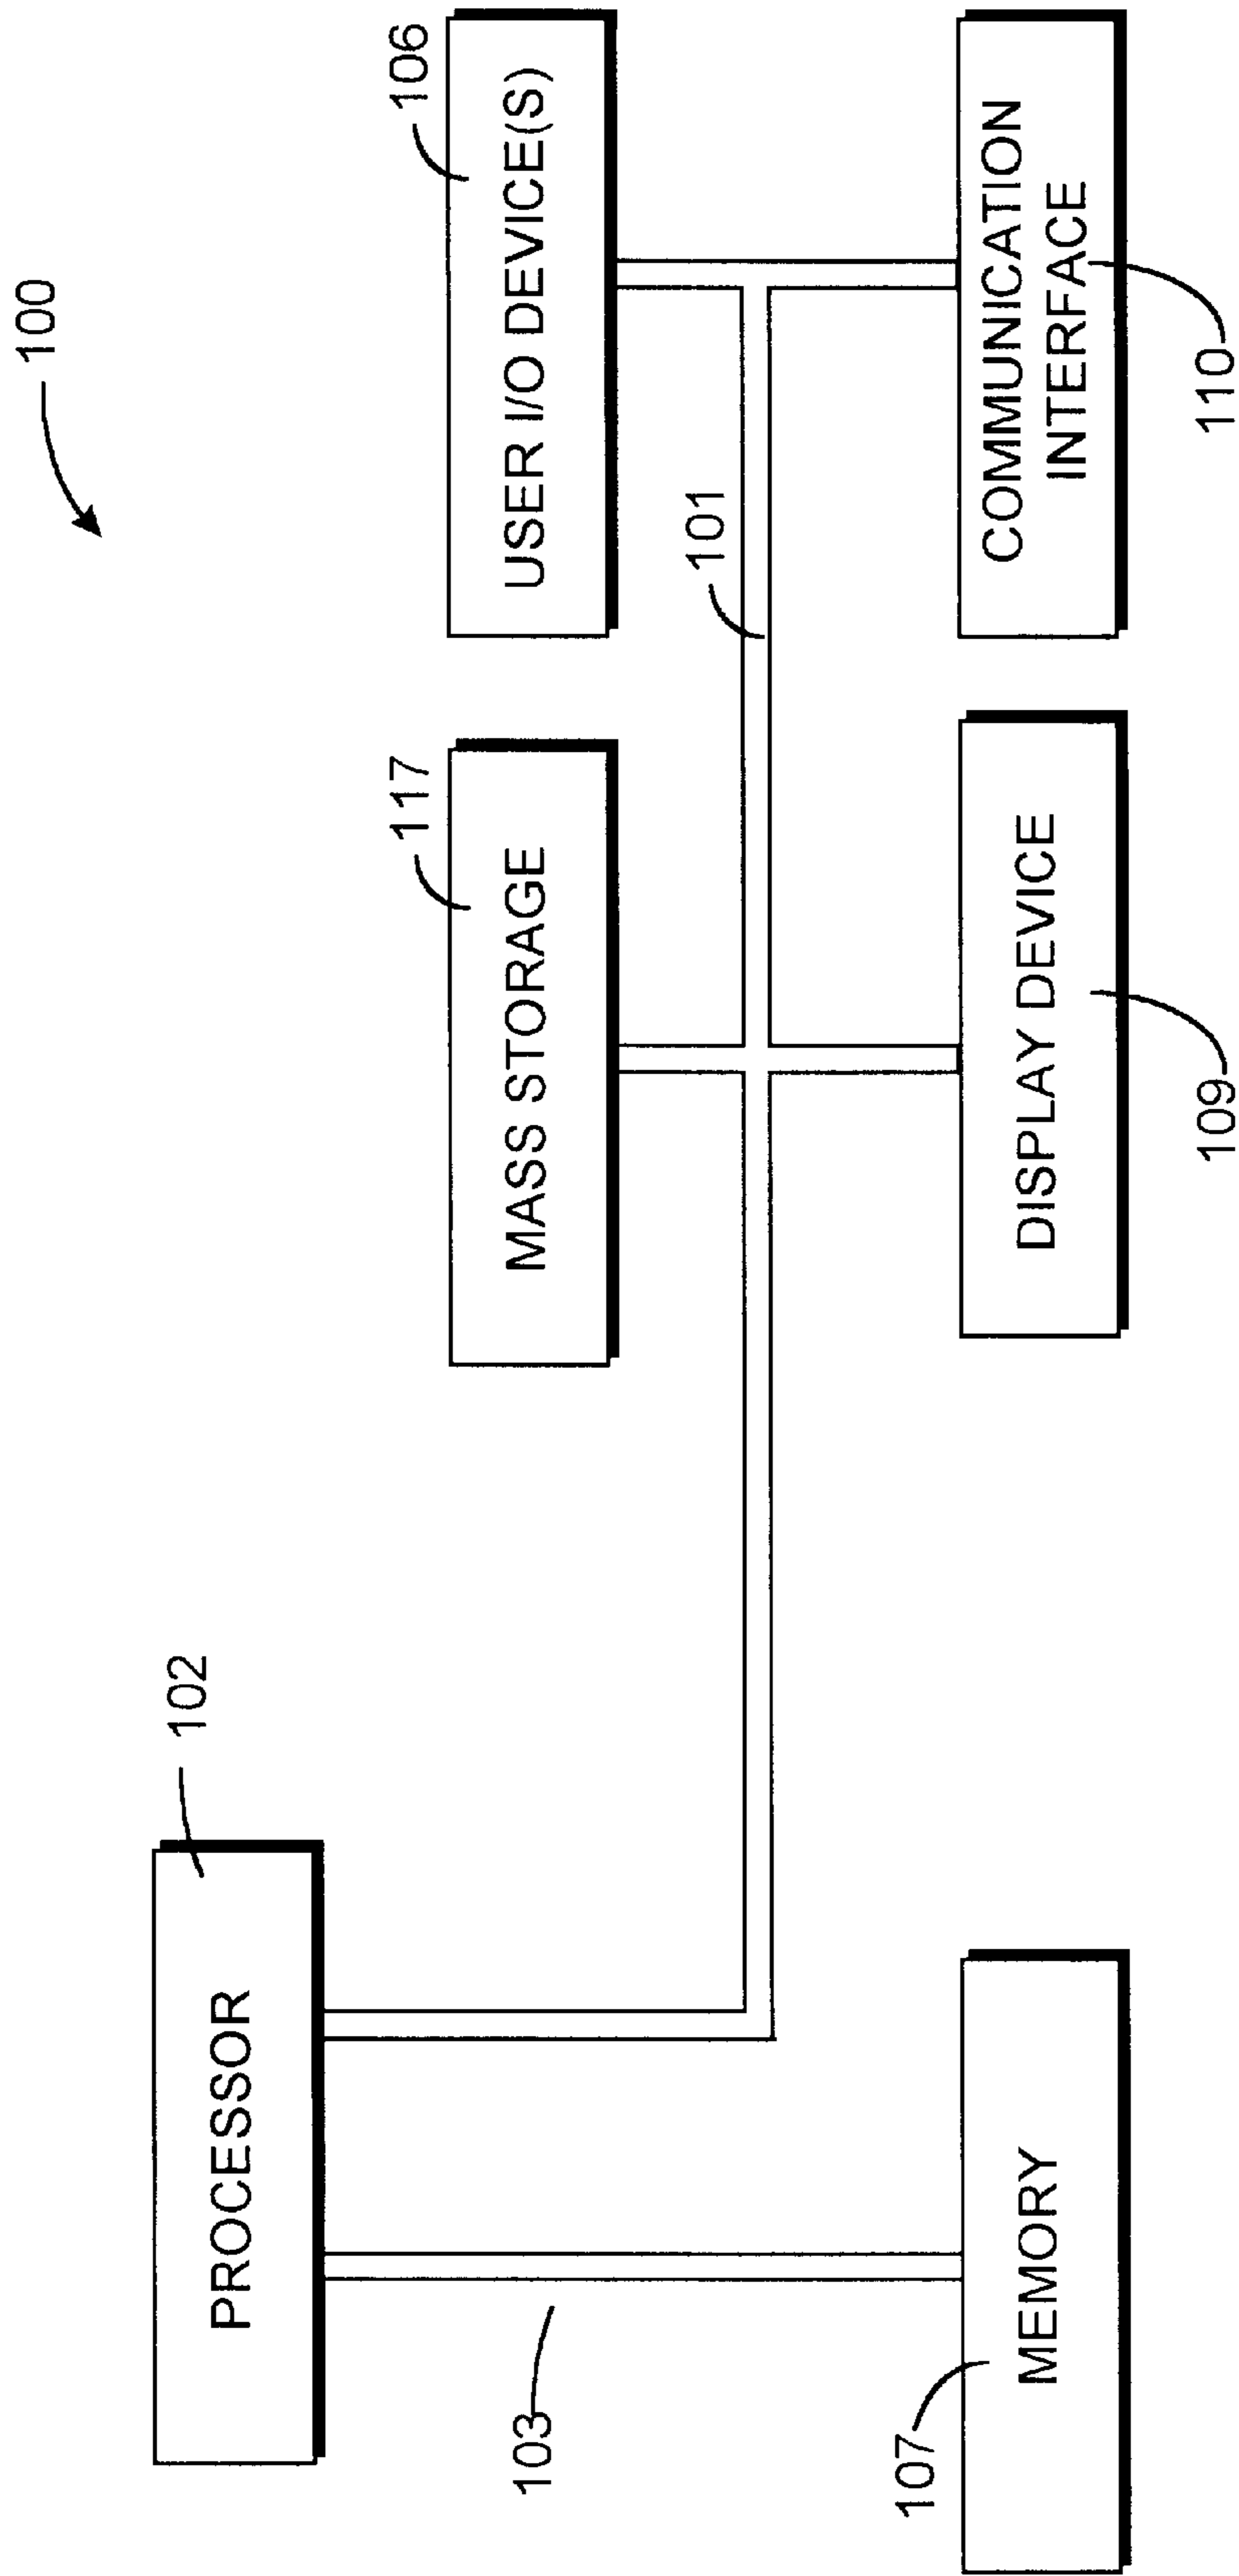 100
PROCESSOR
102
103
MEMORY
107
MASS STORAGE
117
USER I/O DEVICE(S)
106
101
DISPLAY DEVICE
109
COMMUNICATION
INTERFACE
110